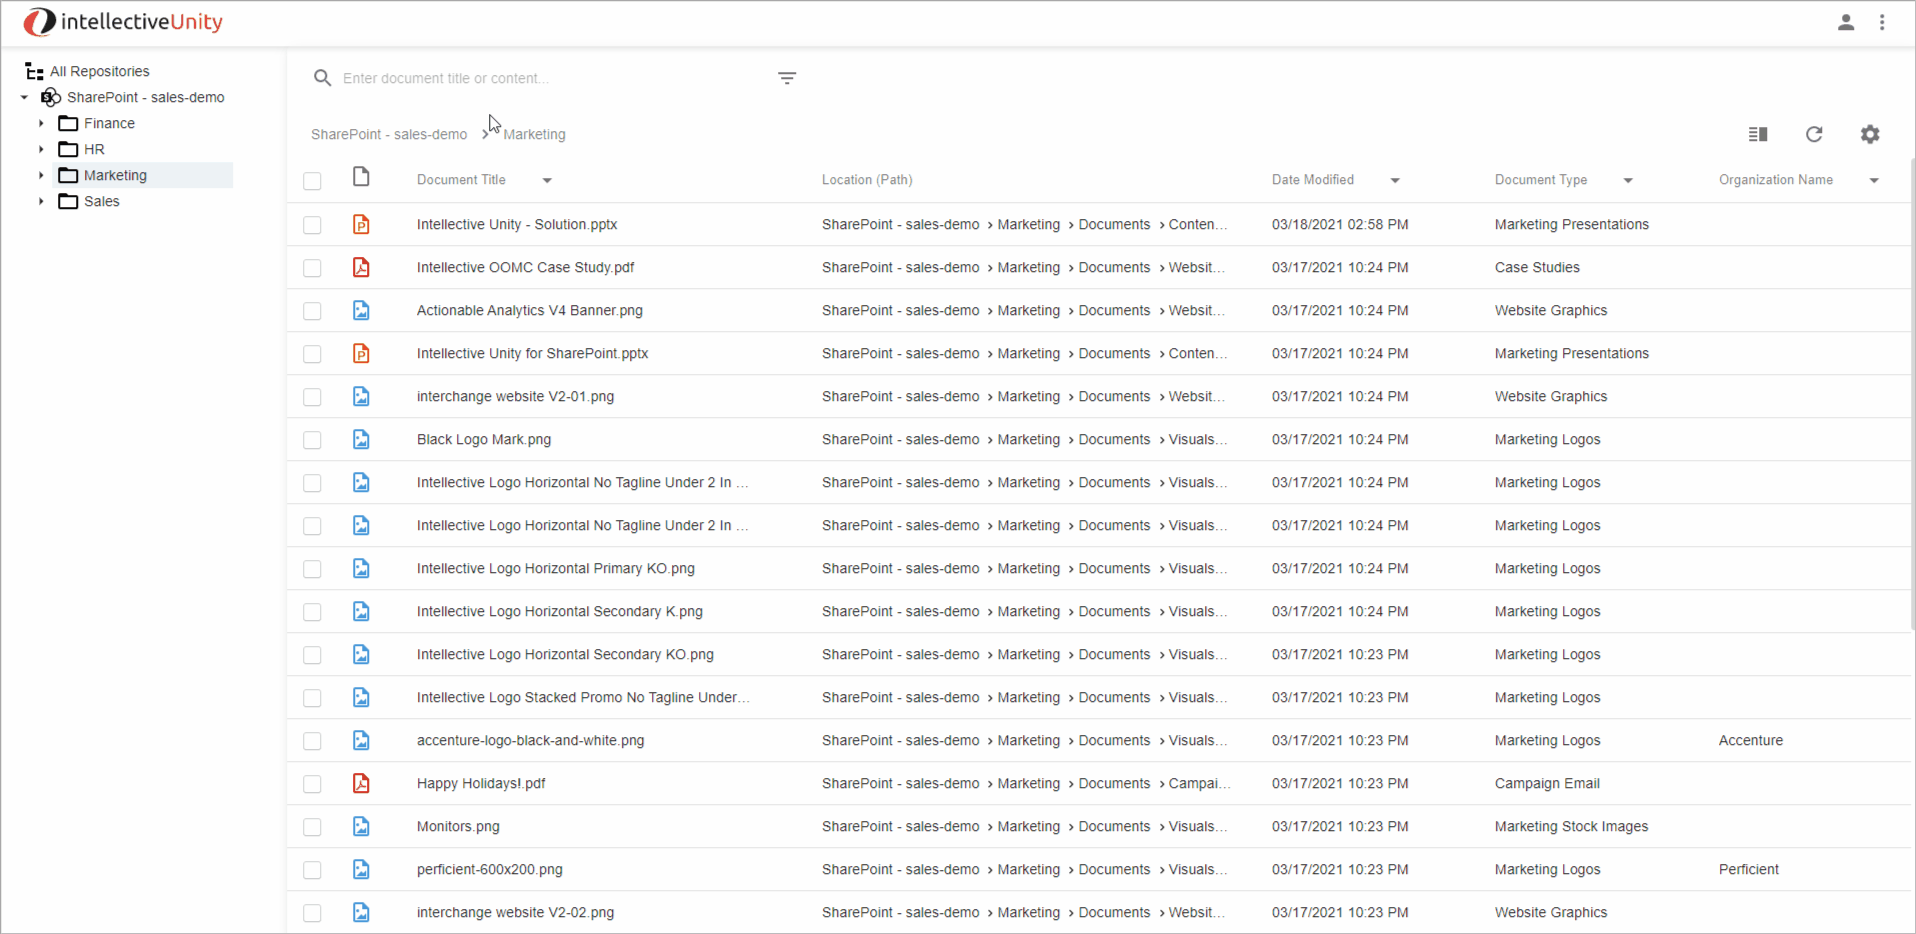 intellectiveUnity
All Repositories
SharePoint - sales-demo
Finance
HR
Marketing
Sales
Enter document title or content...
SharePoint - sales-demo > Marketing
Document Title Location (Path) Date Modified Document Type Organization Name
Intellective Unity - Solution.pptx SharePoint - sales-demo > Marketing > Documents > Conten... 03/18/2021 02:58 PM Marketing Presentations
Intellective OOMC Case Study.pdf SharePoint - sales-demo > Marketing > Documents > Websit... 03/17/2021 10:24 PM Case Studies
Actionable Analytics V4 Banner.png SharePoint - sales-demo > Marketing > Documents > Websit... 03/17/2021 10:24 PM Website Graphics
Intellective Unity for SharePoint.pptx SharePoint - sales-demo > Marketing > Documents > Conten... 03/17/2021 10:24 PM Marketing Presentations
interchange website V2-01.png SharePoint - sales-demo > Marketing > Documents > Websit... 03/17/2021 10:24 PM Website Graphics
Black Logo Mark.png SharePoint - sales-demo > Marketing > Documents > Visuals... 03/17/2021 10:24 PM Marketing Logos
Intellective Logo Horizontal No Tagline Under 2 In ... SharePoint - sales-demo > Marketing > Documents > Visuals... 03/17/2021 10:24 PM Marketing Logos
Intellective Logo Horizontal No Tagline Under 2 In ... SharePoint - sales-demo > Marketing > Documents > Visuals... 03/17/2021 10:24 PM Marketing Logos
Intellective Logo Horizontal Primary KO.png SharePoint - sales-demo > Marketing > Documents > Visuals... 03/17/2021 10:24 PM Marketing Logos
Intellective Logo Horizontal Secondary K.png SharePoint - sales-demo > Marketing > Documents > Visuals... 03/17/2021 10:24 PM Marketing Logos
Intellective Logo Horizontal Secondary KO.png SharePoint - sales-demo > Marketing > Documents > Visuals... 03/17/2021 10:23 PM Marketing Logos
Intellective Logo Stacked Promo No Tagline Under... SharePoint - sales-demo > Marketing > Documents > Visuals... 03/17/2021 10:23 PM Marketing Logos
accenture-logo-black-and-white.png SharePoint - sales-demo > Marketing > Documents > Visuals... 03/17/2021 10:23 PM Marketing Logos Accenture
Happy Holidays!.pdf SharePoint - sales-demo > Marketing > Documents > Campai... 03/17/2021 10:23 PM Campaign Email
Monitors.png SharePoint - sales-demo > Marketing > Documents > Visuals... 03/17/2021 10:23 PM Marketing Stock Images
perficient-600x200.png SharePoint - sales-demo > Marketing > Documents > Visuals... 03/17/2021 10:23 PM Marketing Logos Perficient
interchange website V2-02.png SharePoint - sales-demo > Marketing > Documents > Websit... 03/17/2021 10:23 PM Website Graphics